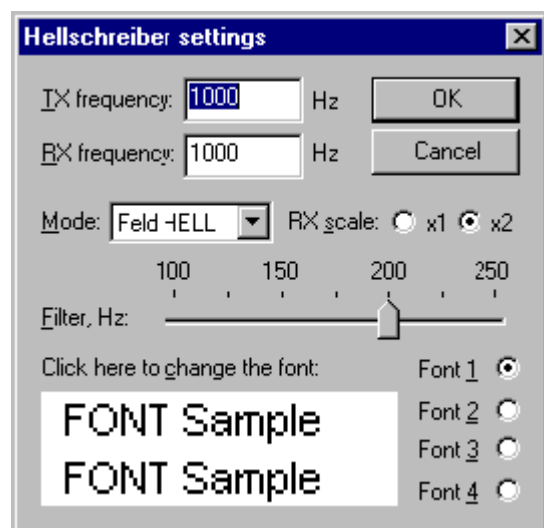 Hellschreiber settings
TX frequency: 1000 Hz OK
RX frequency: 1000 Hz Cancel
Mode: Feld HELL RX scale: x1 x2
100 150 200 250
Filter, Hz:
Click here to change the font: Font 1
FONT Sample Font 2
Font 3
FONT Sample Font 4